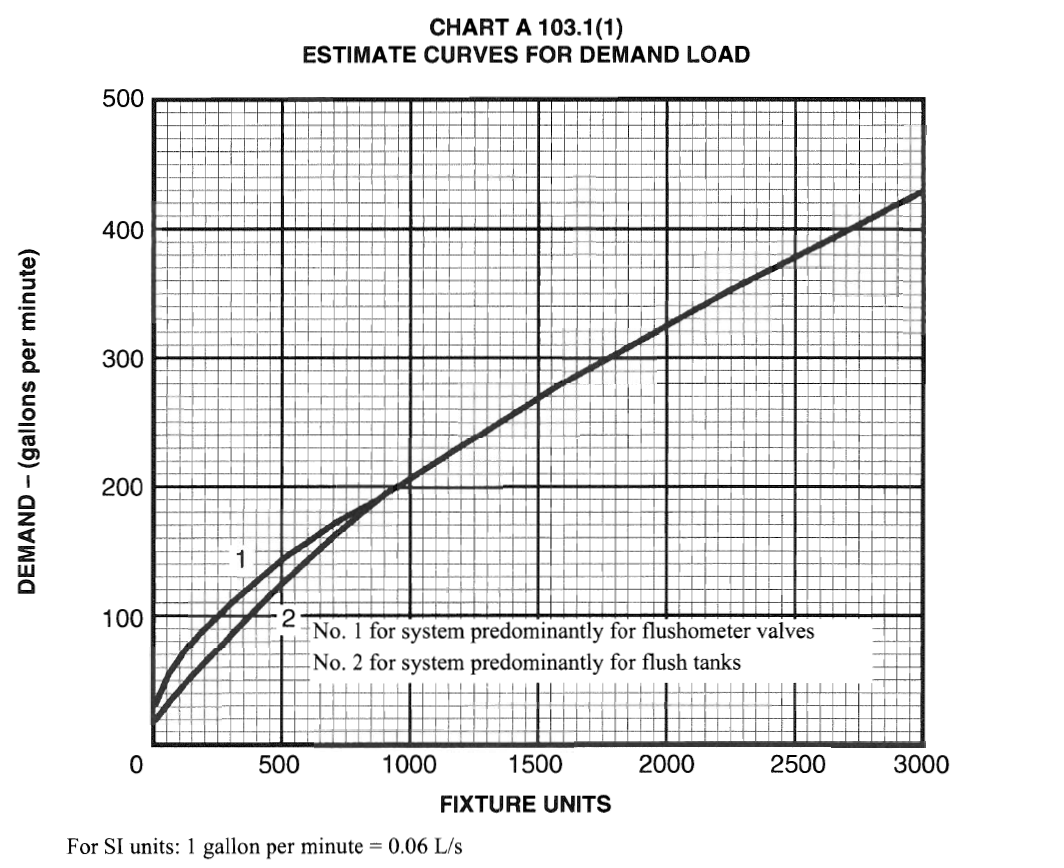 CHART A 103.1(1)
ESTIMATE CURVES FOR DEMAND LOAD
500
400
300
200
100
0
DEMAND – (gallons per minute)
1
2
No. 1 for system predominantly for flushometer valves
No. 2 for system predominantly for flush tanks
500 1000 1500 2000 2500 3000
FIXTURE UNITS
For SI units: 1 gallon per minute = 0.06 L/s